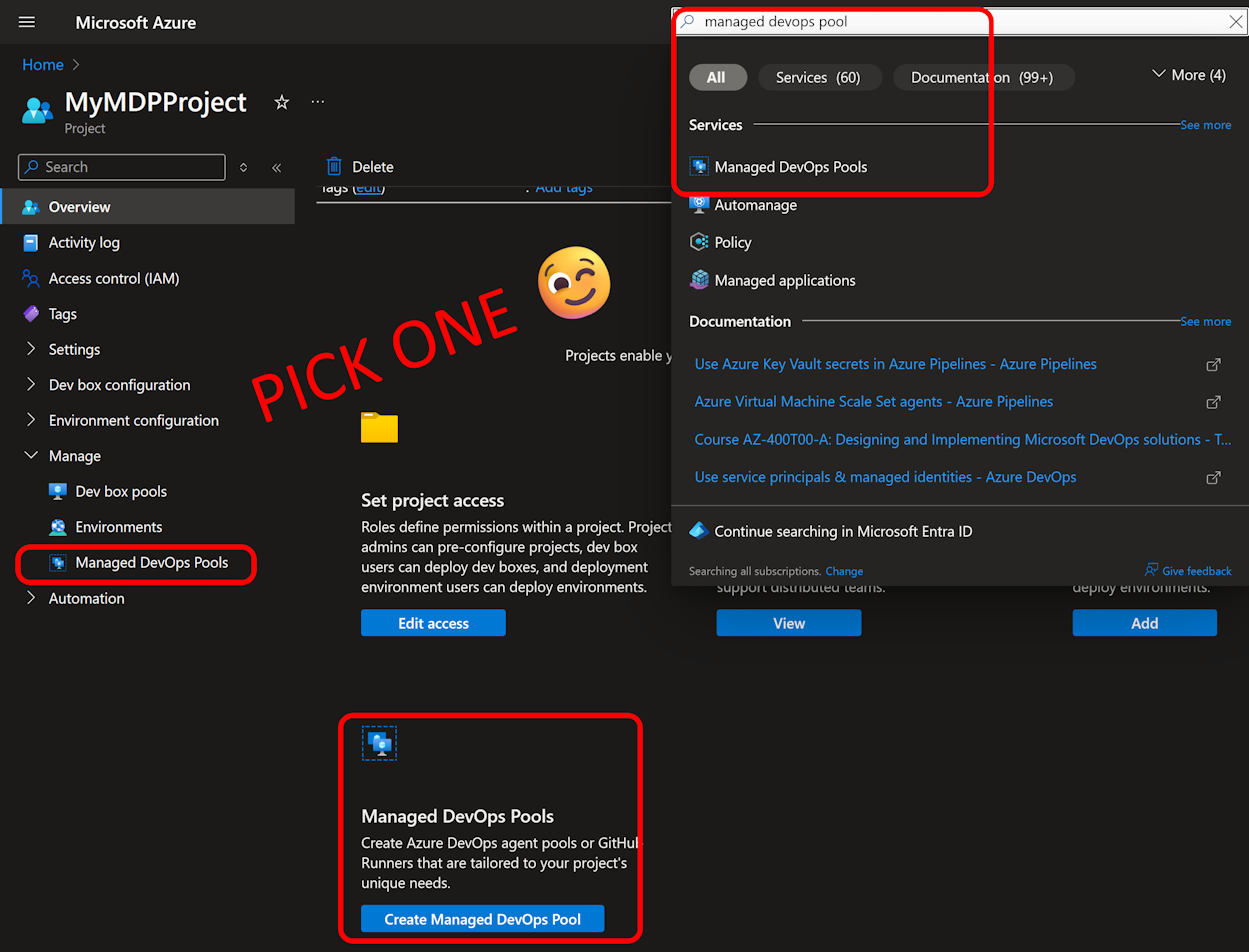 Microsoft Azure
managed devops pool
Home
MyMDPProject
...
Project
Search
Delete
Tags (edit) : Add tags
Overview
Activity log
Access control (IAM)
Tags
Settings
Dev box configuration
Environment configuration
Manage
Dev box pools
Environments
Managed DevOps Pools
Automation
PICK ONE
Projects enable y
Set project access
Roles define permissions within a project. Project
admins can pre-configure projects, dev box
users can deploy dev boxes, and deployment
environment users can deploy environments.
Edit access
support distributed teams.
View
deploy environments.
Add
Managed DevOps Pools
Create Azure DevOps agent pools or GitHub
Runners that are tailored to your project's
unique needs.
Create Managed DevOps Pool
All Services (60) Documentation (99+) More (4)
Services See more
Managed DevOps Pools
Automanage
Policy
Managed applications
Documentation See more
Use Azure Key Vault secrets in Azure Pipelines - Azure Pipelines
Azure Virtual Machine Scale Set agents - Azure Pipelines
Course AZ-400T00-A: Designing and Implementing Microsoft DevOps solutions - T...
Use service principals & managed identities - Azure DevOps
Continue searching in Microsoft Entra ID
Searching all subscriptions. Change Give feedback